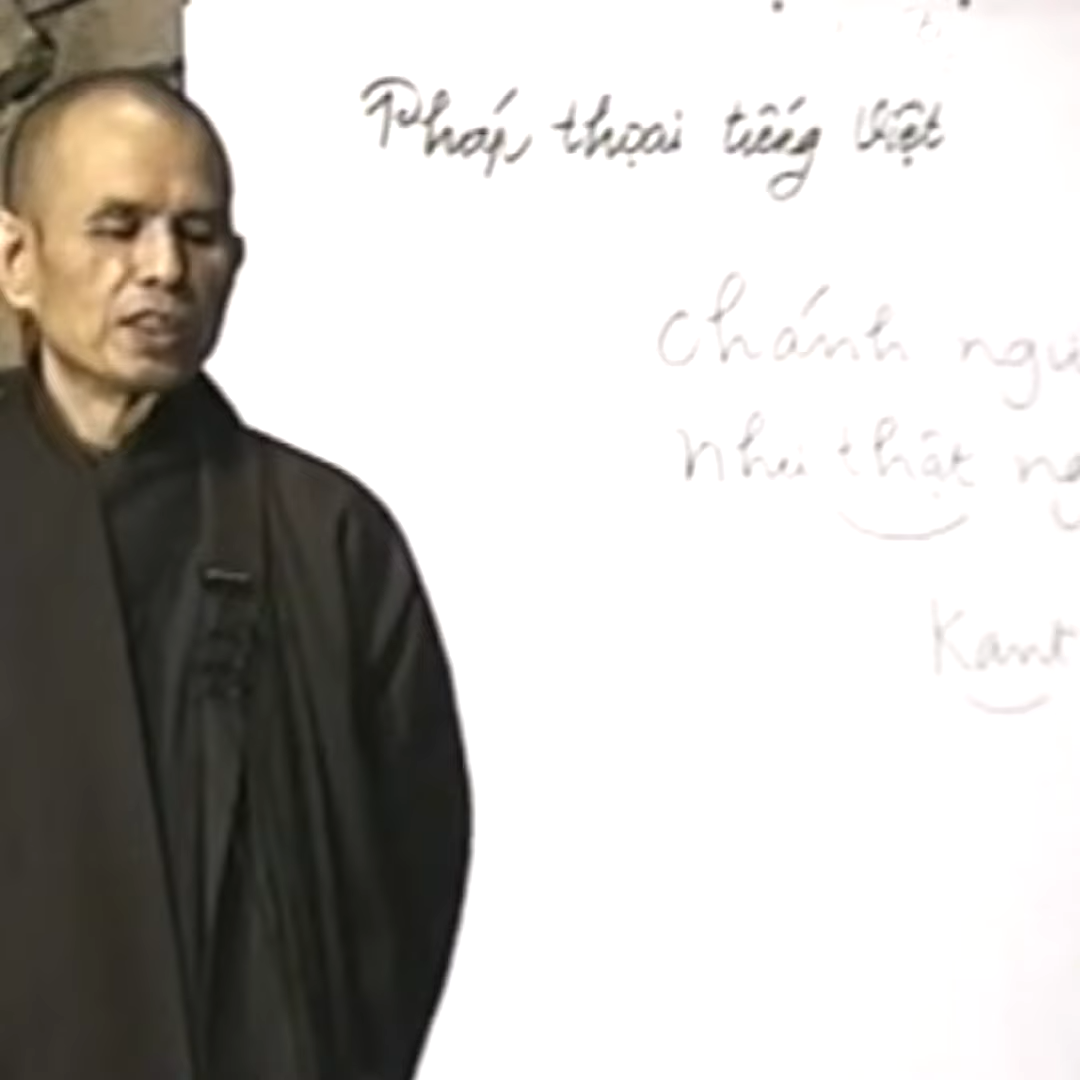 Pháp thoại tiếng Việt
Chánh
Như thật
Kant